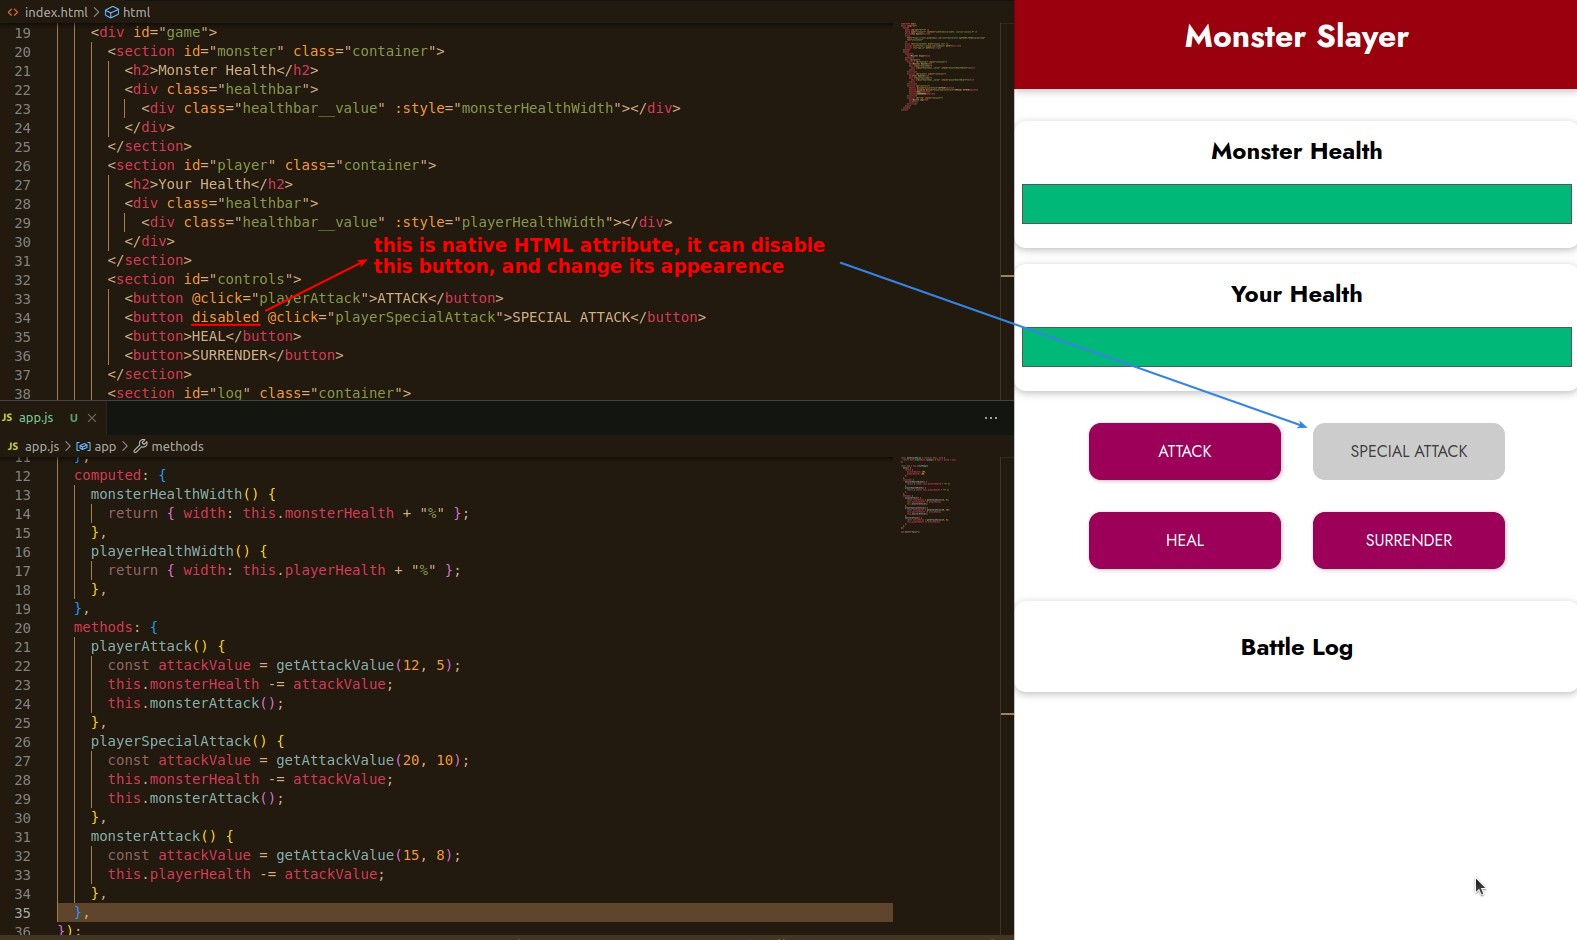 index.html > html
19 <div id="game">
20 <section id="monster" class="container">
21 <h2>Monster Health</h2>
22 <div class="healthbar">
23 <div class="healthbar__value" :style="monsterHealthWidth"></div>
24 </div>
25 </section>
26 <section id="player" class="container">
27 <h2>Your Health</h2>
28 <div class="healthbar">
29 <div class="healthbar__value" :style="playerHealthWidth"></div>
30 </div>
31 </section>
32 <section id="controls">
33 <button @click="playerAttack">ATTACK</button>
34 <button disabled @click="playerSpecialAttack">SPECIAL ATTACK</button>
35 <button>HEAL</button>
36 <button>SURRENDER</button>
37 </section>
38 <section id="log" class="container">
this is native HTML attribute, it can disable
this button, and change its appearence
JS app.js U ×
JS app.js > app > methods
11 },
12 computed: {
13 monsterHealthWidth() {
14 return { width: this.monsterHealth + "%" };
15 },
16 playerHealthWidth() {
17 return { width: this.playerHealth + "%" };
18 },
19 },
20 methods: {
21 playerAttack() {
22 const attackValue = getAttackValue(12, 5);
23 this.monsterHealth -= attackValue;
24 this.monsterAttack();
25 },
26 playerSpecialAttack() {
27 const attackValue = getAttackValue(20, 10);
28 this.monsterHealth -= attackValue;
29 this.monsterAttack();
30 },
31 monsterAttack() {
32 const attackValue = getAttackValue(15, 8);
33 this.playerHealth -= attackValue;
34 },
35 },
36 });
Monster Slayer
Monster Health
Your Health
ATTACK
SPECIAL ATTACK
HEAL
SURRENDER
Battle Log